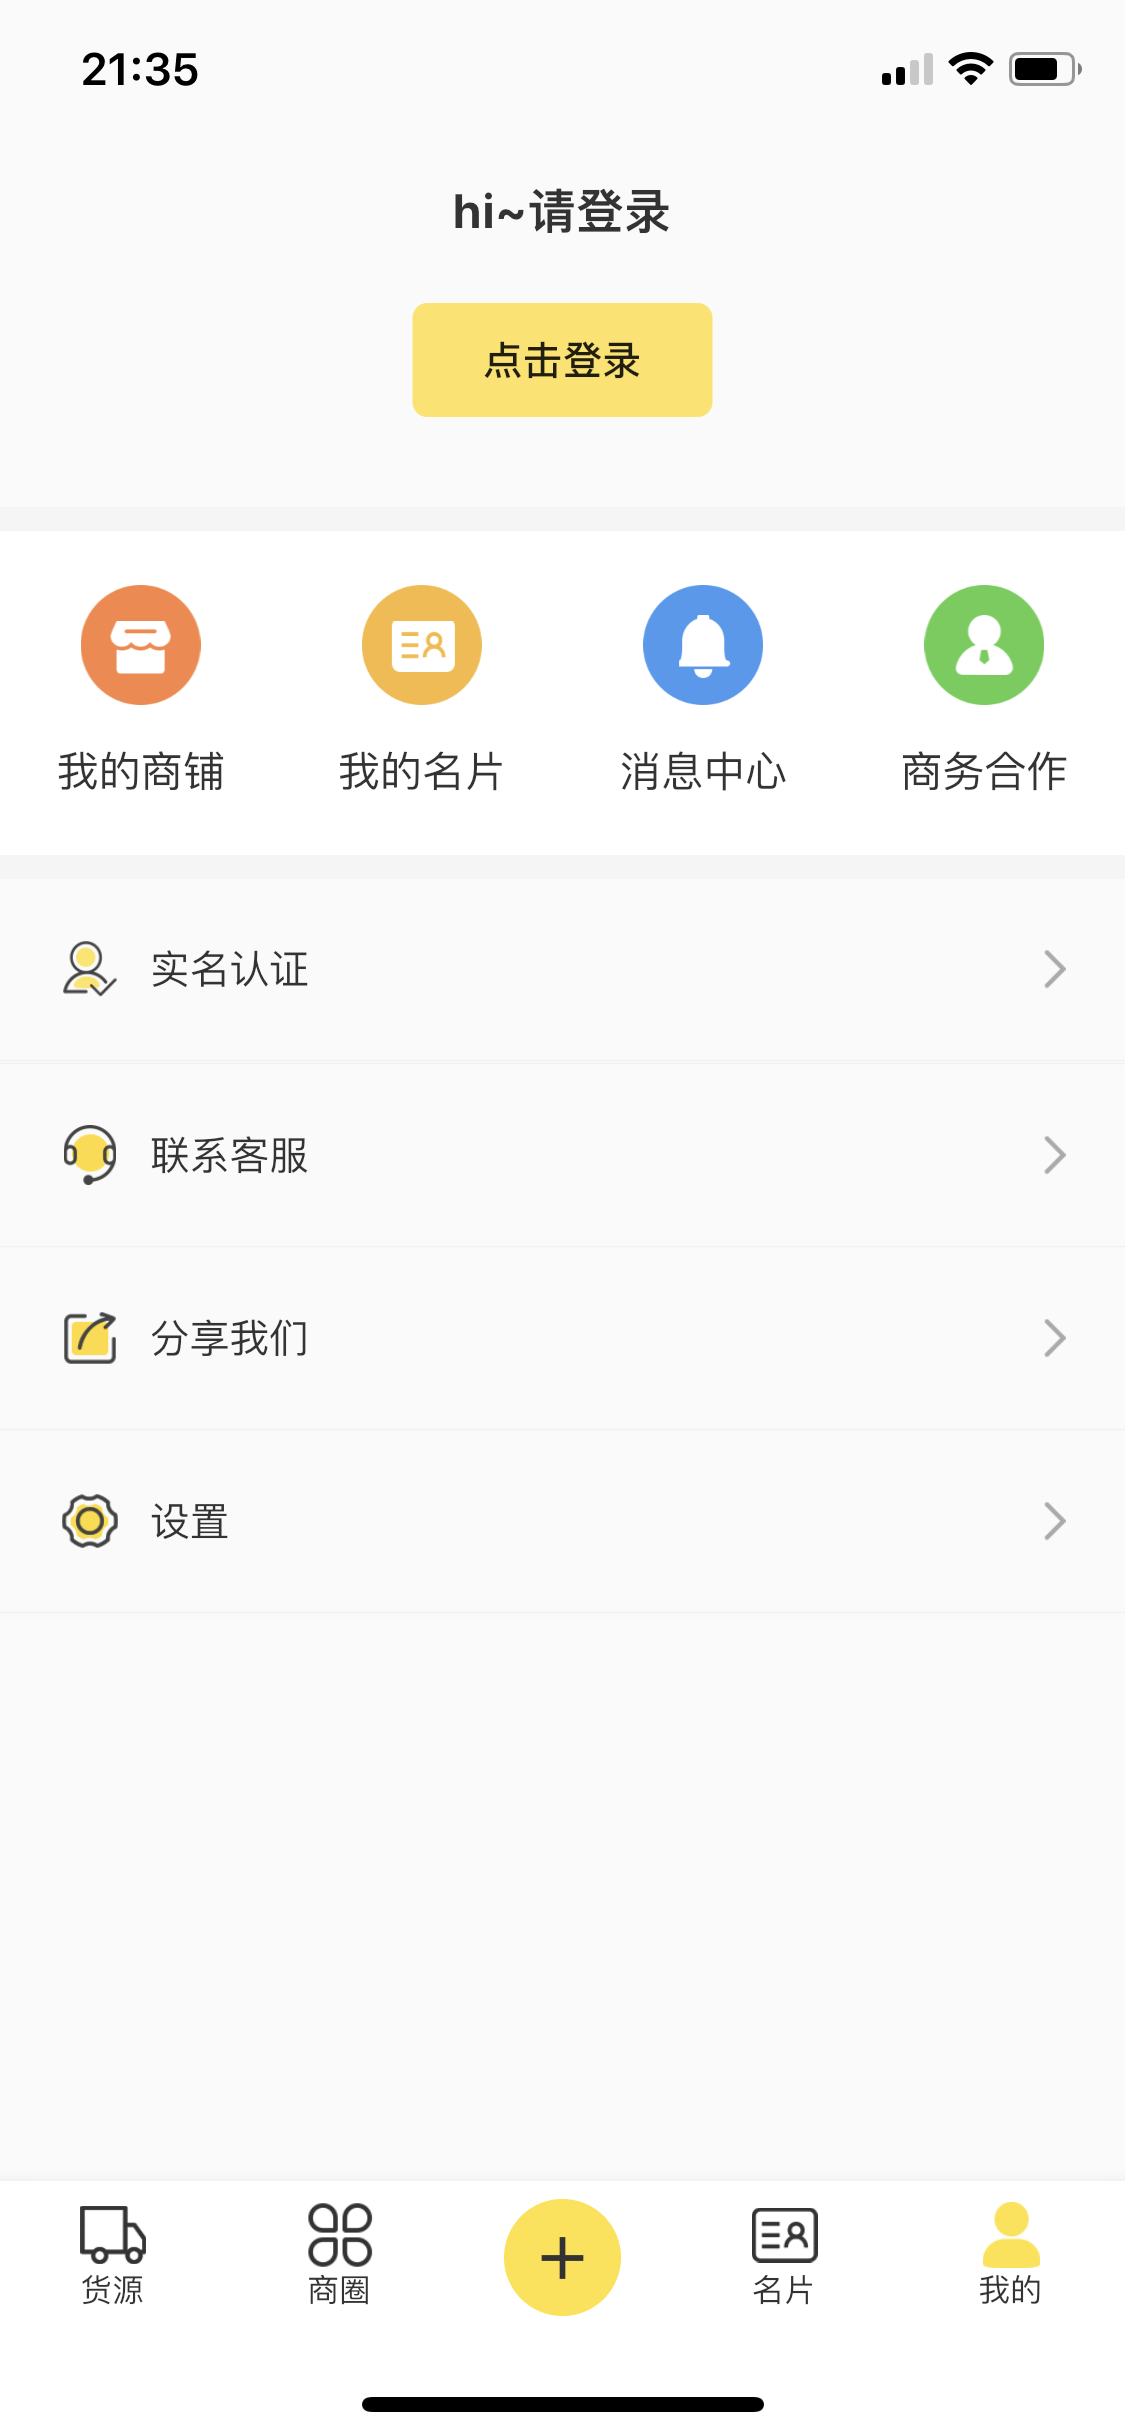 21:35
hi~请登录
点击登录
我的商铺 我的名片 消息中心 商务合作
实名认证
联系客服
分享我们
设置
货源 商圈 名片 我的